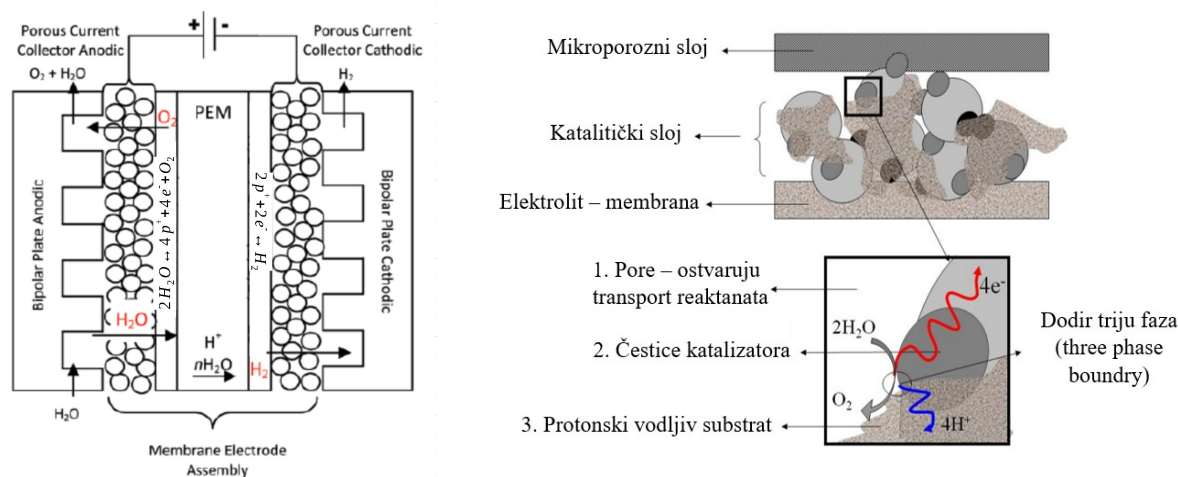 Porous Current
Collector Anodic
+ -
Porous Current
Collector Cathodic
O₂ + H₂O
H₂
O₂
PEM
Bipolar Plate Anodic
2H₂O ↔ 4p⁺+4e⁻+O₂
2p⁺+2e⁻ ↔ H₂
Bipolar Plate Cathodic
H₂O
H⁺
nH₂O
H₂
H₂O
Membrane Electrode
Assembly
Mikroporozni sloj
Katalitički sloj
Elektrolit – membrana
1. Pore – ostvaruju
transport reaktanata
2. Čestice katalizatora
3. Protonski vodljiv substrat
4e⁻
2H₂O
O₂
4H⁺
Dodir triju faza
(three phase
boundry)